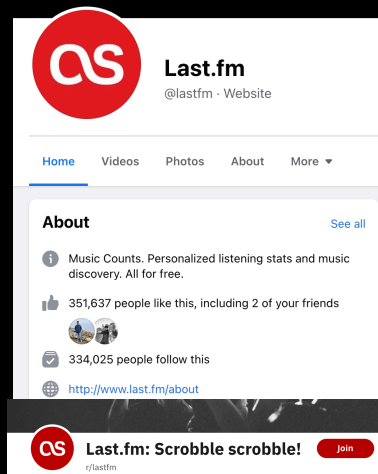 Last.fm
@lastfm · Website
Home Videos Photos About More
About See all
Music Counts. Personalized listening stats and music
discovery. All for free.
351,637 people like this, including 2 of your friends
334,025 people follow this
http://www.last.fm/about
Last.fm: Scrobble scrobble! Join
r/lastfm